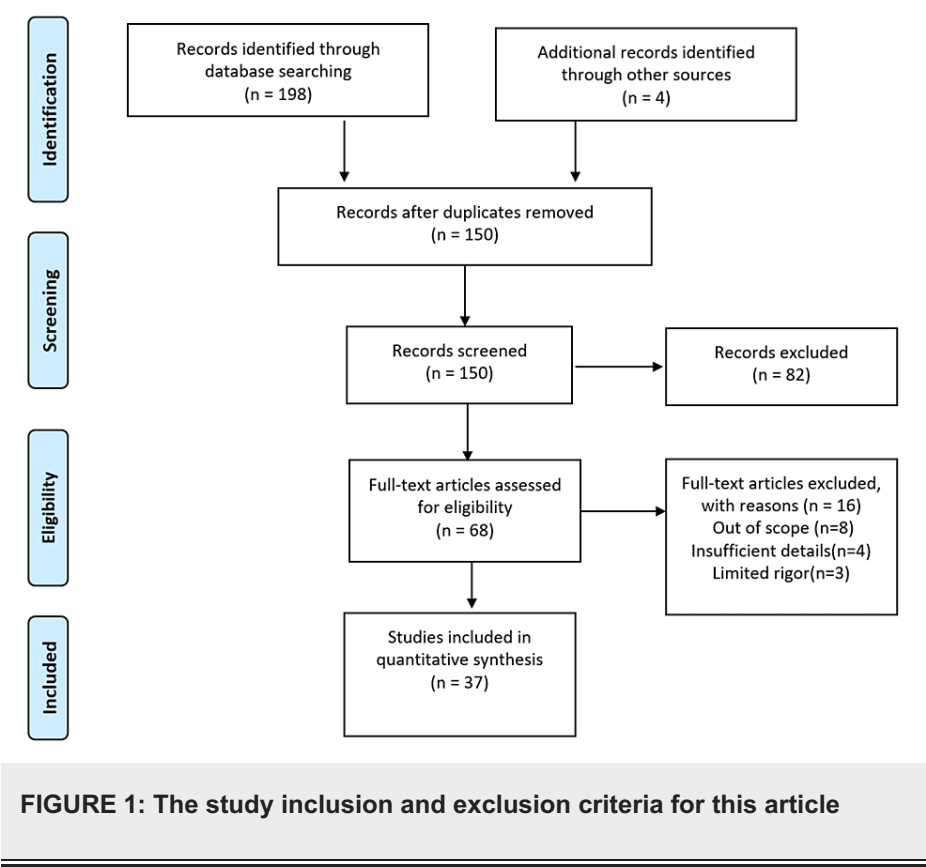 Identification
Records identified through
database searching
(n = 198)
Additional records identified
through other sources
(n = 4)
Records after duplicates removed
(n = 150)
Screening
Records screened
(n = 150)
Records excluded
(n = 82)
Eligibility
Full-text articles assessed
for eligibility
(n = 68)
Full-text articles excluded,
with reasons (n = 16)
Out of scope (n=8)
Insufficient details(n=4)
Limited rigor(n=3)
Included
Studies included in
quantitative synthesis
(n = 37)
FIGURE 1: The study inclusion and exclusion criteria for this article